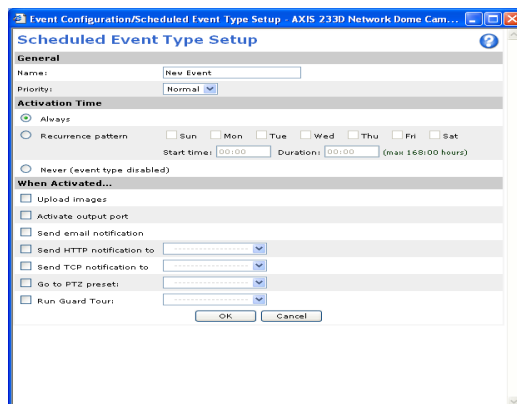 Event Configuration/Scheduled Event Type Setup - AXIS 233D Network Dome Cam...
Scheduled Event Type Setup
General
Name: New Event
Priority: Normal
Activation Time
Always
Recurrence pattern Sun Mon Tue Wed Thu Fri Sat
Start time: 00:00 Duration: 00:00 (max 168:00 hours)
Never (event type disabled)
When Activated...
Upload images
Activate output port
Send email notification
Send HTTP notification to ------------------
Send TCP notification to ------------------
Go to PTZ preset: ------------------
Run Guard Tour: ------------------
OK Cancel